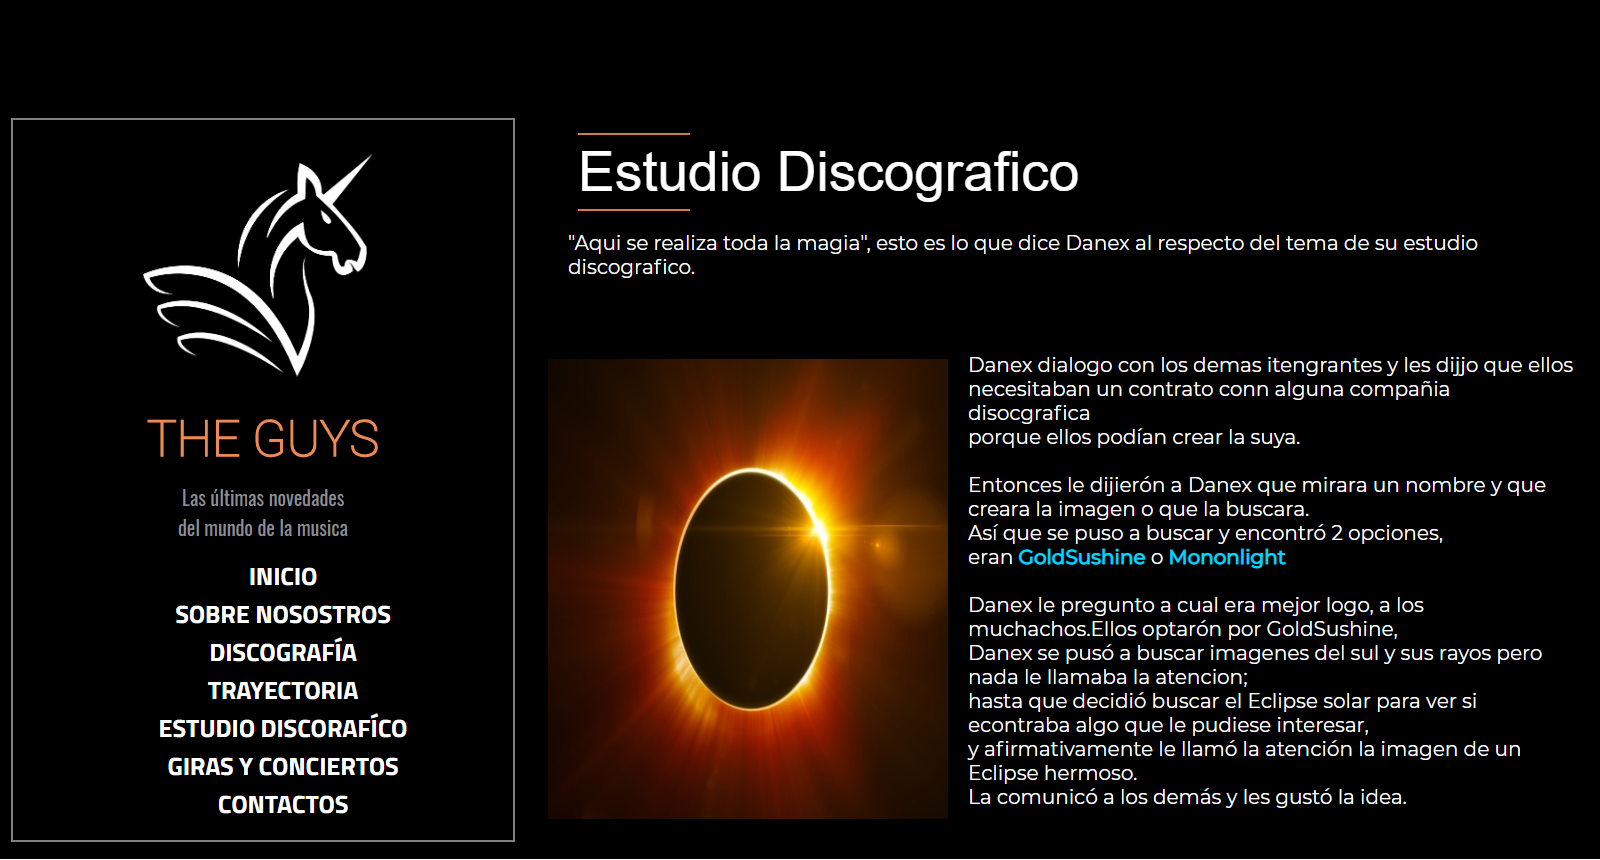 THE GUYS
Las últimas novedades
del mundo de la musica
INICIO
SOBRE NOSOSTROS
DISCOGRAFÍA
TRAYECTORIA
ESTUDIO DISCORAFÍCO
GIRAS Y CONCIERTOS
CONTACTOS
Estudio Discografico
"Aqui se realiza toda la magia", esto es lo que dice Danex al respecto del tema de su estudio
discografico.
Danex dialogo con los demas itengrantes y les dijjo que ellos
necesitaban un contrato conn alguna compañia
disocgrafica
porque ellos podían crear la suya.
Entonces le dijierón a Danex que mirara un nombre y que
creara la imagen o que la buscara.
Así que se puso a buscar y encontró 2 opciones,
eran GoldSushine o Mononlight
Danex le pregunto a cual era mejor logo, a los
muchachos.Ellos optarón por GoldSushine,
Danex se pusó a buscar imagenes del sul y sus rayos pero
nada le llamaba la atencion;
hasta que decidió buscar el Eclipse solar para ver si
econtraba algo que le pudiese interesar,
y afirmativamente le llamó la atención la imagen de un
Eclipse hermoso.
La comunicó a los demás y les gustó la idea.